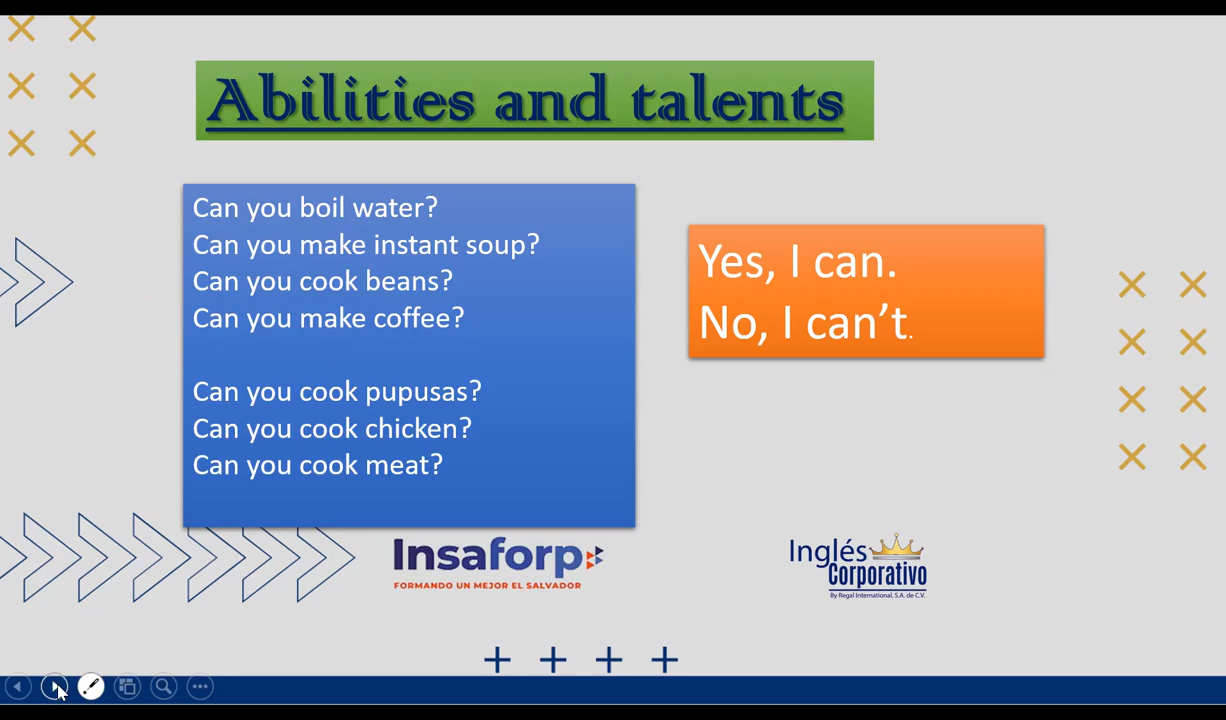 Abilities and talents
Can you boil water?
Can you make instant soup?
Can you cook beans?
Can you make coffee?
Can you cook pupusas?
Can you cook chicken?
Can you cook meat?
Yes, I can.
No, I can’t.
Insaforp
FORMANDO UN MEJOR EL SALVADOR
Inglés
Corporativo
By Regal International, S.A. de C.V.